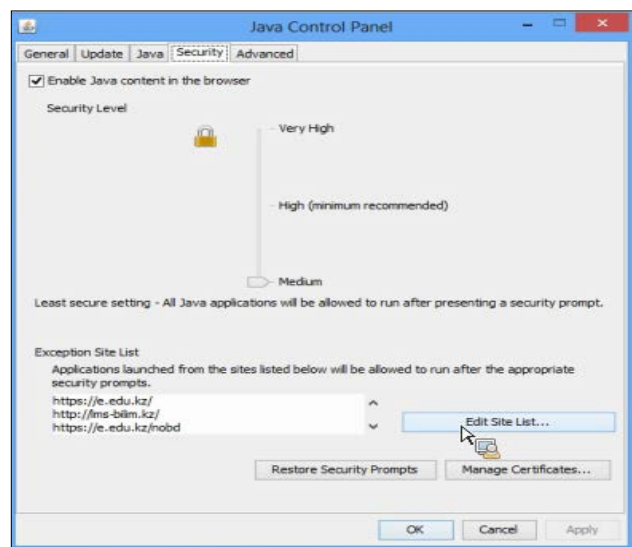 Java Control Panel
General Update Java Security Advanced
Enable Java content in the browser
Security Level
Very High
High (minimum recommended)
Medium
Least secure setting - All Java applications will be allowed to run after presenting a security prompt.
Exception Site List
Applications launched from the sites listed below will be allowed to run after the appropriate
security prompts.
https://e.edu.kz/
http://lms-bilim.kz/
https://e.edu.kz/nobd
Edit Site List...
Restore Security Prompts Manage Certificates...
OK Cancel Apply